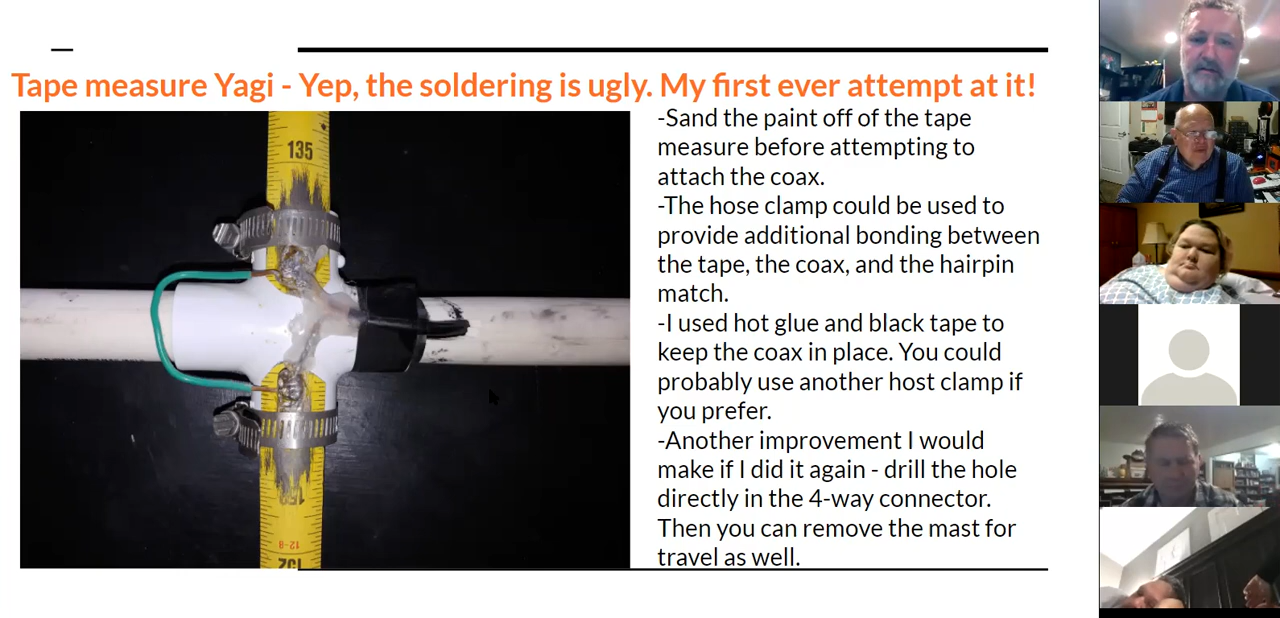 Tape measure Yagi - Yep, the soldering is ugly. My first ever attempt at it!
135
12-8
-Sand the paint off of the tape
measure before attempting to
attach the coax.
-The hose clamp could be used to
provide additional bonding between
the tape, the coax, and the hairpin
match.
-I used hot glue and black tape to
keep the coax in place. You could
probably use another host clamp if
you prefer.
-Another improvement I would
make if I did it again - drill the hole
directly in the 4-way connector.
Then you can remove the mast for
travel as well.